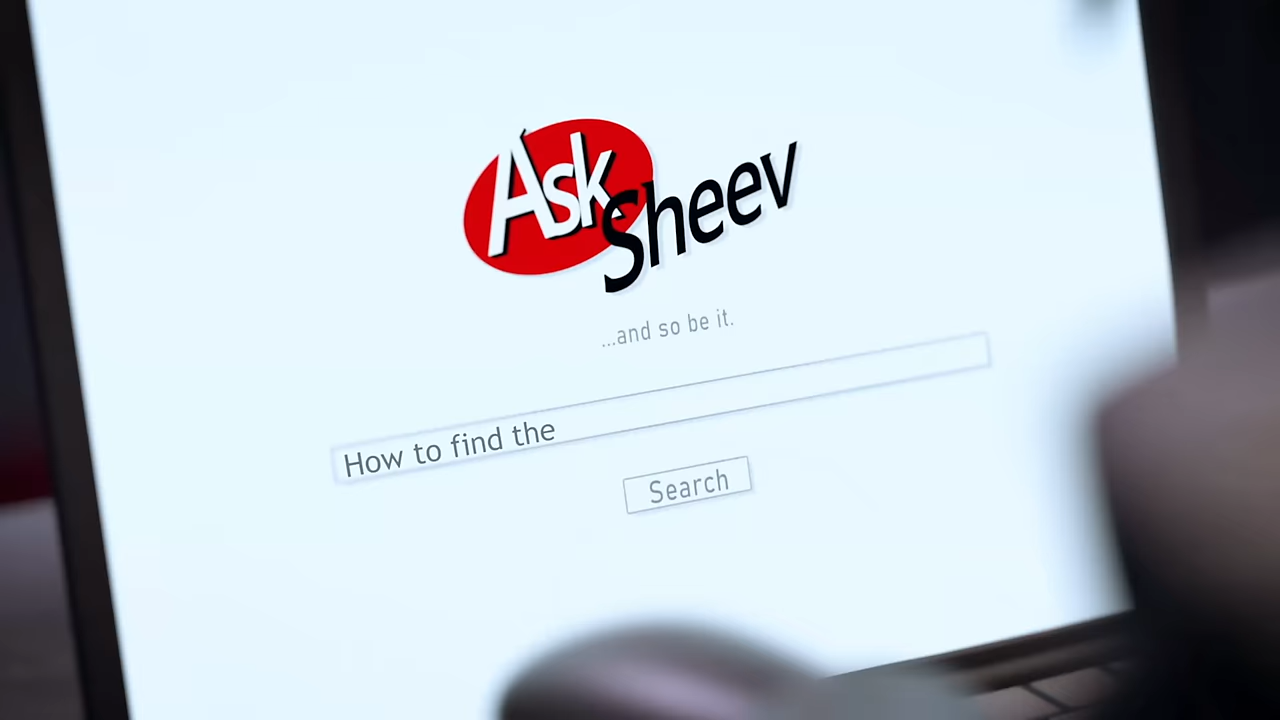 Ask
Sheev
...and so be it.
How to find the
Search